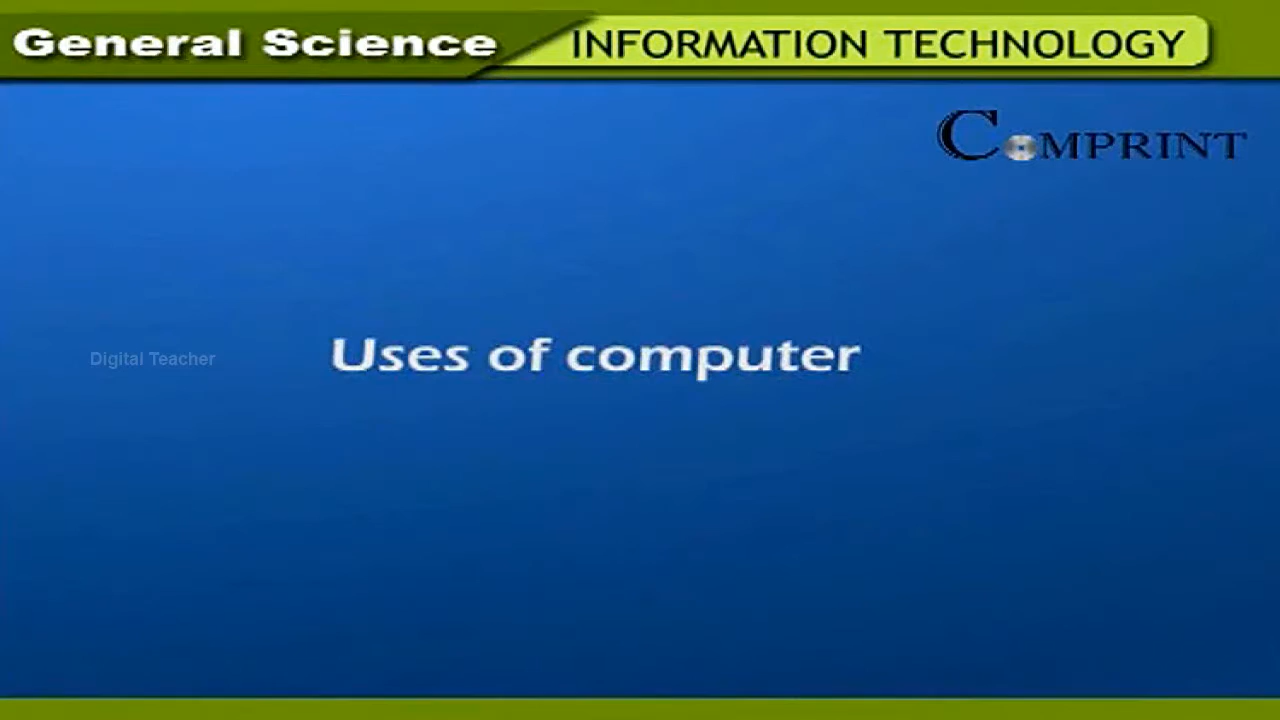 General Science
INFORMATION TECHNOLOGY
COMPRINT
Digital Teacher
Uses of computer